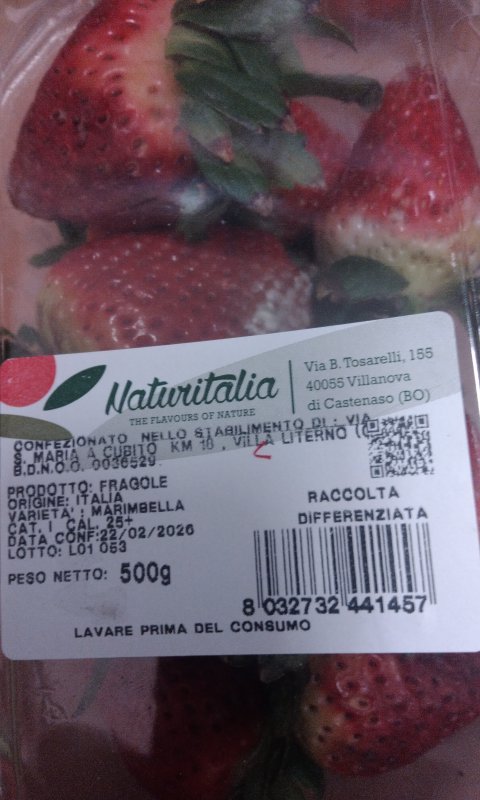 Naturitalia
THE FLAVOURS OF NATURE
Via B. Tosarelli, 155
40055 Villanova
di Castenaso (BO)
CONFEZIONATO NELLO STABILIMENTO DI : VIA
S. MARIA A CUBITO KM 10 , VILLA LITERNO (C
B.D.N.O.O. 0036529
PRODOTTO: FRAGOLE
ORIGINE: ITALIA
VARIETA' : MARIMBELLA
CAT. I CAL. 25+
DATA CONF:22/02/2026
LOTTO: L01 053
PESO NETTO: 500g
RACCOLTA
DIFFERENZIATA
8 032732 441457
LAVARE PRIMA DEL CONSUMO